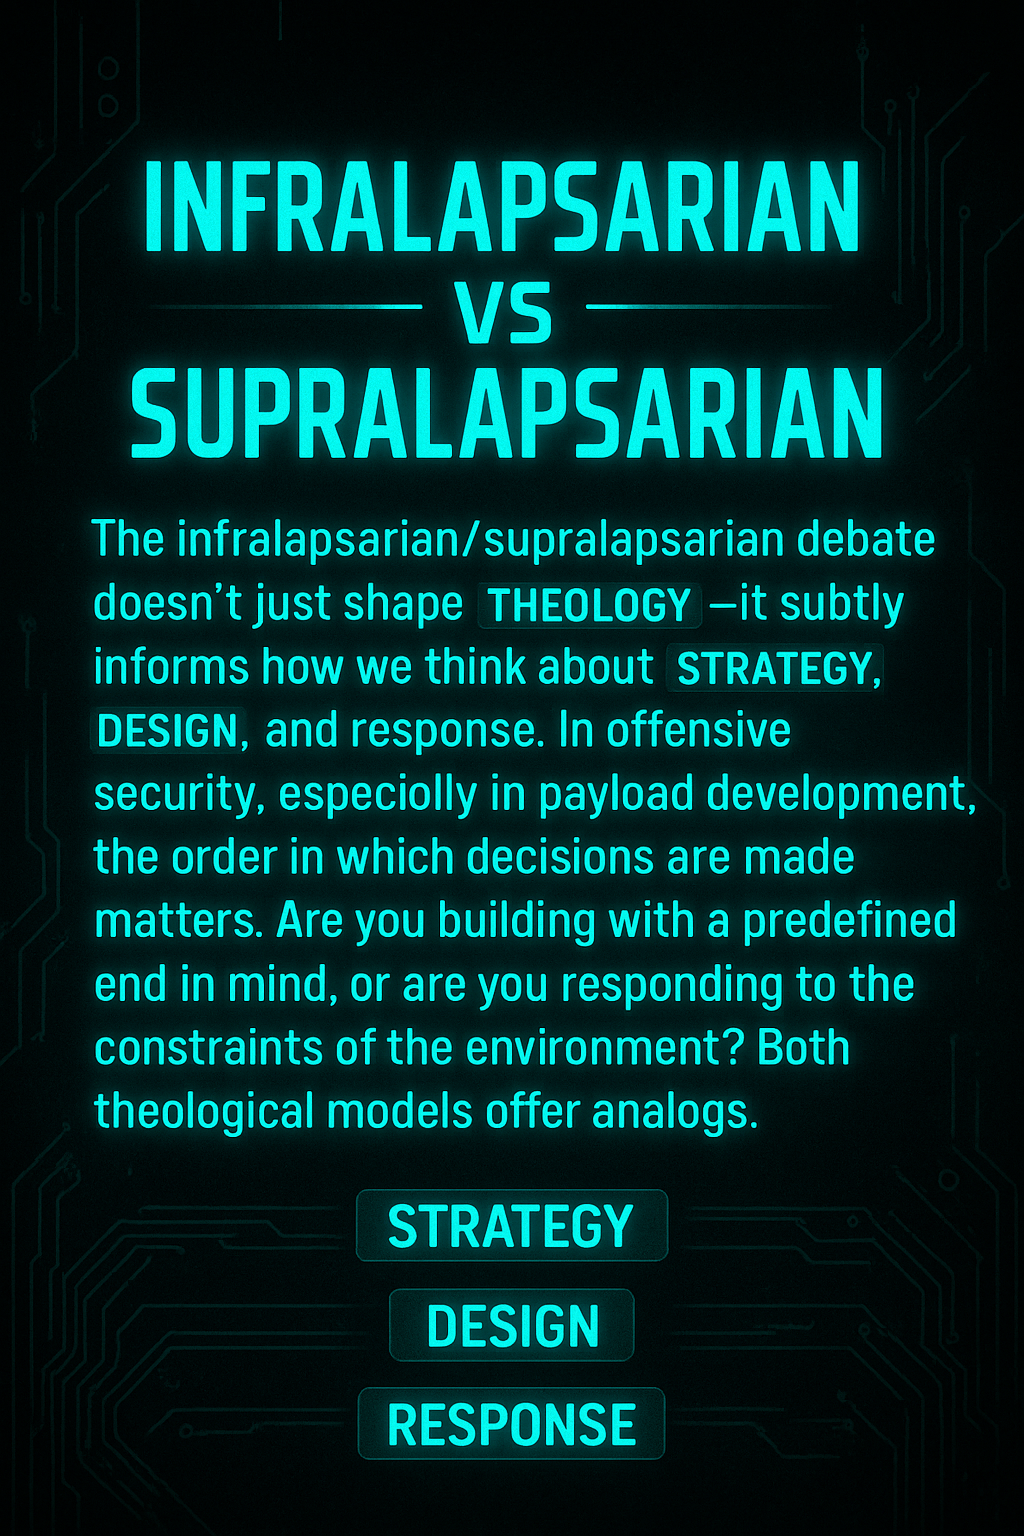 INFRALAPSARIAN
VS
SUPRALAPSARIAN
The infralapsarian/supralapsarian debate
doesn’t just shape THEOLOGY —it subtly
informs how we think about STRATEGY,
DESIGN, and response. In offensive
security, especiolly in payload development,
the order in which decisions are made
matters. Are you building with a predefined
end in mind, or are you responding to the
constraints of the environment? Both
theological models offer analogs.
STRATEGY
DESIGN
RESPONSE